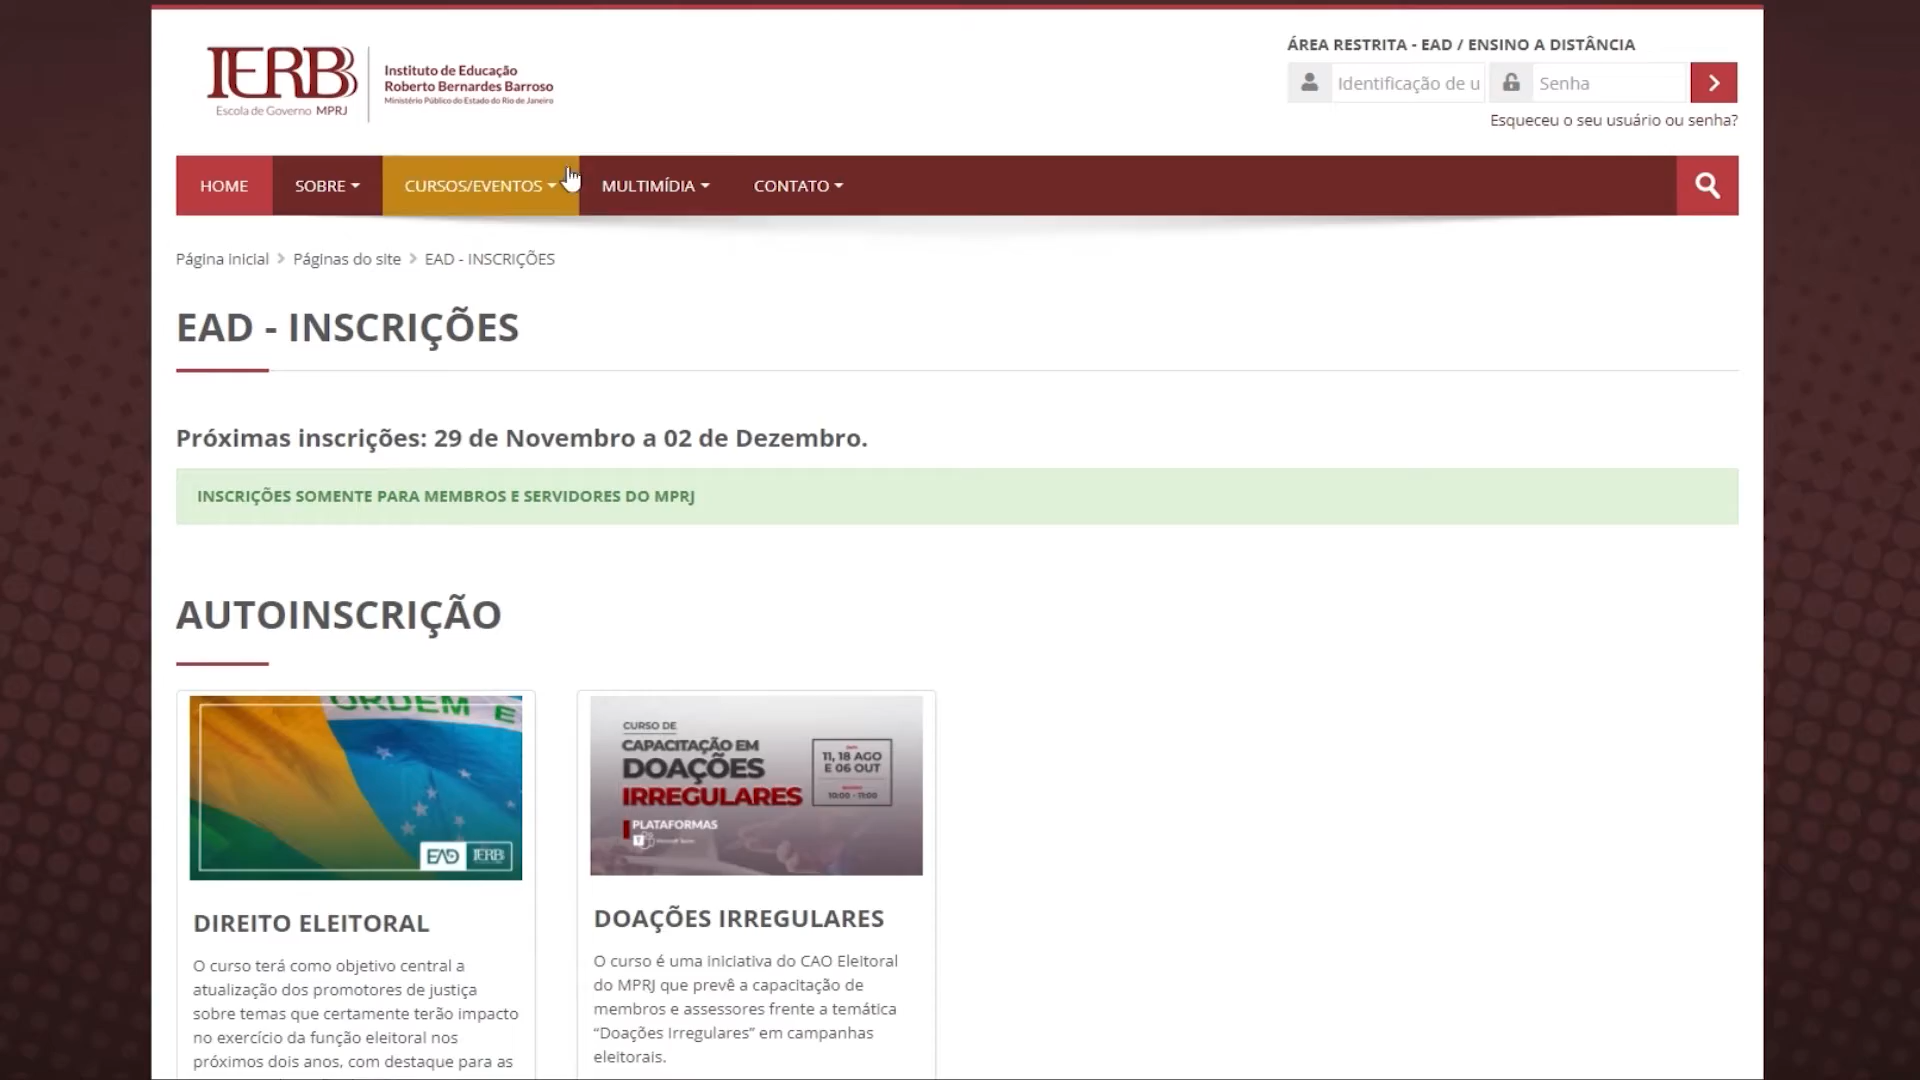 IERB
Escola de Governo MPRJ
Instituto de Educação
Roberto Bernardes Barroso
Ministério Público do Estado do Rio de Janeiro
ÁREA RESTRITA - EAD / ENSINO A DISTÂNCIA
Identificação de u
Senha
Esqueceu o seu usuário ou senha?
HOME
SOBRE
CURSOS/EVENTOS
MULTIMÍDIA
CONTATO
Página inicial
Páginas do site
EAD - INSCRIÇÕES
EAD - INSCRIÇÕES
Próximas inscrições: 29 de Novembro a 02 de Dezembro.
INSCRIÇÕES SOMENTE PARA MEMBROS E SERVIDORES DO MPRJ
AUTOINSCRIÇÃO
ORDEM E
EAD
IERB
DIREITO ELEITORAL
O curso terá como objetivo central a
atualização dos promotores de justiça
sobre temas que certamente terão impacto
no exercício da função eleitoral nos
próximos dois anos, com destaque para as
CURSO DE
CAPACITAÇÃO EM
DOAÇÕES
IRREGULARES
11, 18 AGO
E 06 OUT
10:00 - 11:00
PLATAFORMAS
Microsoft Teams
DOAÇÕES IRREGULARES
O curso é uma iniciativa do CAO Eleitoral
do MPRJ que prevê a capacitação de
membros e assessores frente a temática
“Doações Irregulares” em campanhas
eleitorais.